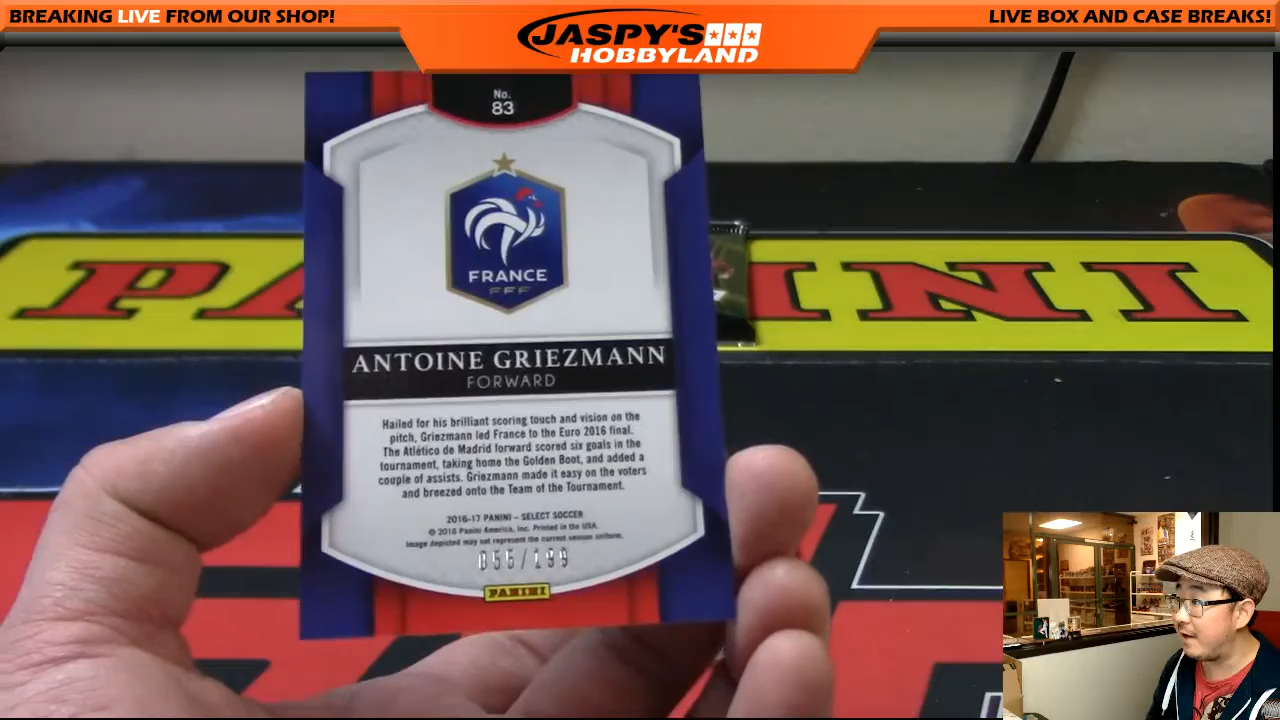 BREAKING LIVE FROM OUR SHOP!
JASPY'S
HOBBYLAND
LIVE BOX AND CASE BREAKS!
No.
83
FRANCE
FFF
PANINI
ANTOINE GRIEZMANN
FORWARD
Hailed for his brilliant scoring touch and vision on the
pitch, Griezmann led France to the Euro 2016 final.
The Atlético de Madrid forward scored six goals in the
tournament, taking home the Golden Boot, and added a
couple of assists. Griezmann made it easy on the voters
and breezed onto the Team of the Tournament.
2016-17 PANINI - SELECT SOCCER
© 2016 Panini America, Inc. Printed in the USA.
Image depicted may not represent the current season uniform.
055/199
PANINI